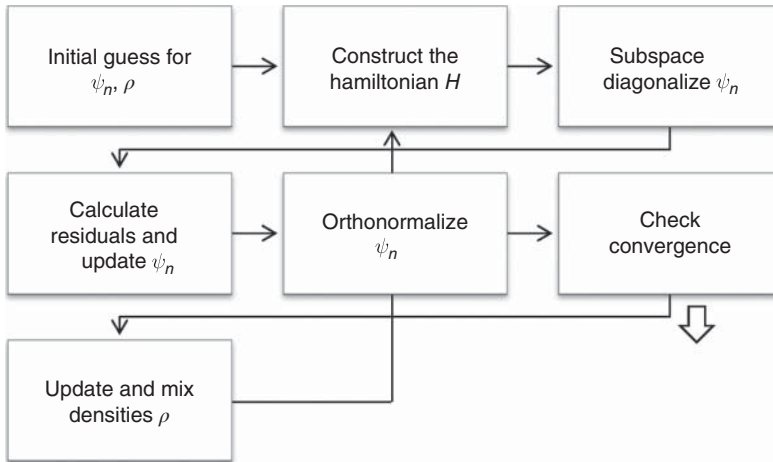 Initial guess for
ψn, ρ
Construct the
hamiltonian H
Subspace
diagonalize ψn
Calculate
residuals and
update ψn
Orthonormalize
ψn
Check
convergence
Update and mix
densities ρ